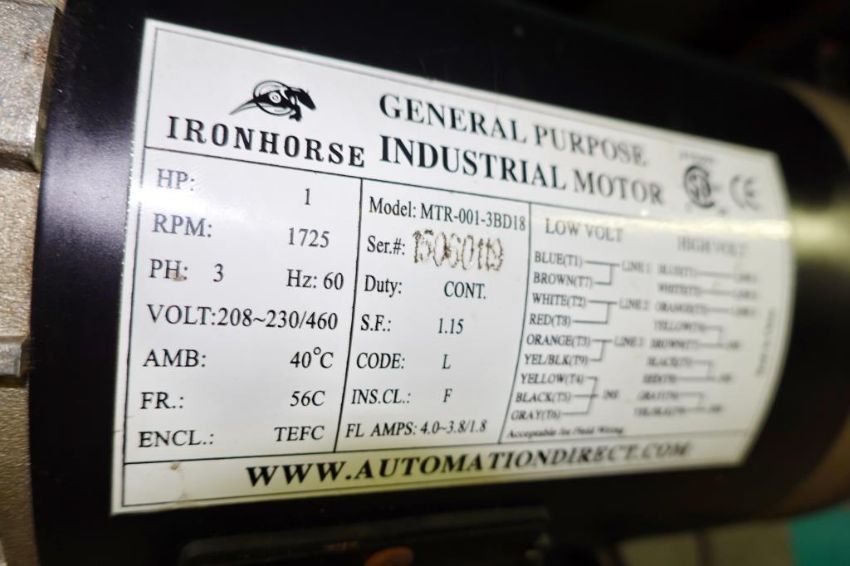 IRONHORSE
GENERAL PURPOSE
INDUSTRIAL MOTOR
CE
HP: 1
RPM: 1725
PH: 3 Hz: 60
VOLT:208~230/460
AMB: 40°C
FR.: 56C
ENCL.: TEFC
Model: MTR-001-3BD18
Ser.#:
Duty: CONT.
S.F.: 1.15
CODE: L
INS.CL.: F
FL AMPS: 4.0~3.8/1.8
LOW VOLT
BLUE(T1) LINE 1
BROWN(T7)
WHITE(T2) LINE 2
RED(T8)
ORANGE(T3) LINE 3
YEL/BLK(T9)
YELLOW(T4)
BLACK(T5) INS
GRAY(T6)
HIGH VOLT
Acceptable for Field Wiring
WWW.AUTOMATIONDIRECT.COM